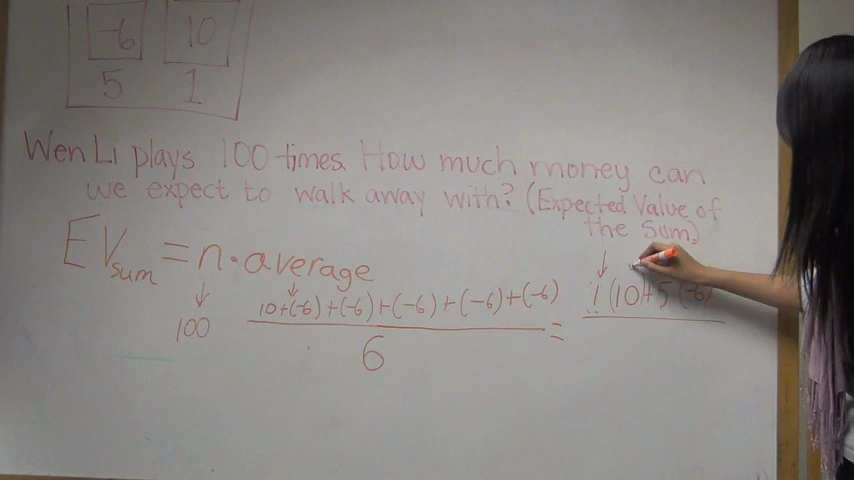 -6 10
5 1
Wen Li plays 100 times. How much money can
we expect to walk away with? (Expected Value of
the Sum)
EVsum = n · average
↓ ↓ ↓
100 10+(-6)+(-6)+(-6)+(-6)+(-6) = 1(10)+5(-6)
6